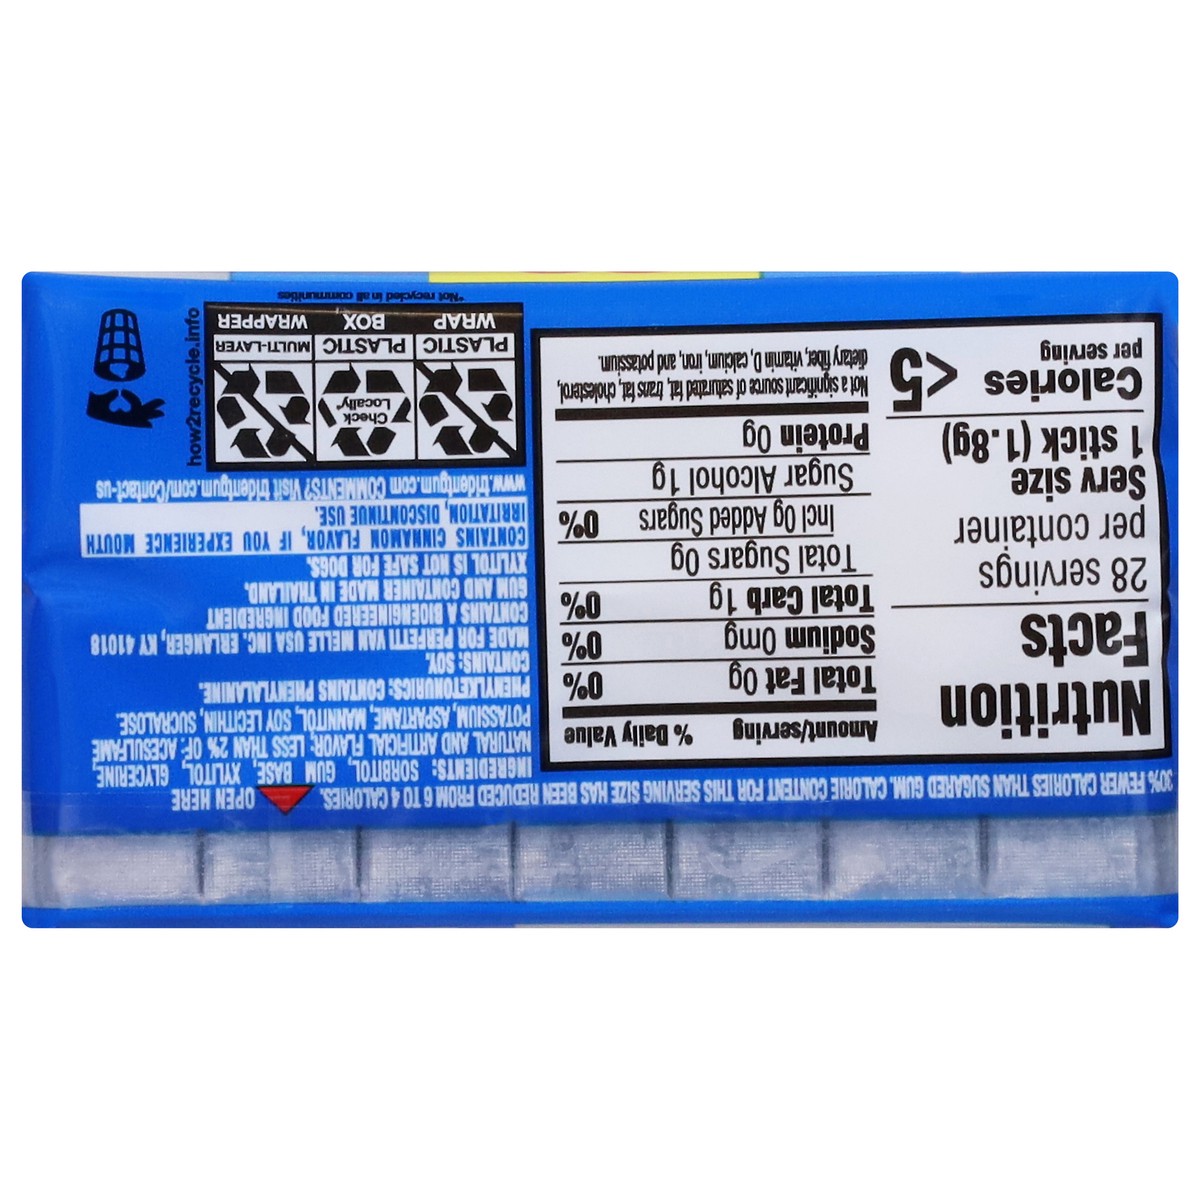 30% FEWER CALORIES THAN SUGARED GUM. CALORIE CONTENT FOR THIS SERVING SIZE HAS BEEN REDUCED FROM 6 TO 4 CALORIES.
OPEN HERE
Nutrition
Facts
28 servings
per container
Serv size
1 stick (1.8g)
Calories <5
per serving
Amount/serving % Daily Value
Total Fat 0g 0%
Sodium 0mg 0%
Total Carb 1g 0%
Total Sugars 0g
Incl 0g Added Sugars 0%
Sugar Alcohol 1g
Protein 0g
Not a significant source of saturated fat, trans fat, cholesterol,
dietary fiber, vitamin D, calcium, iron, and potassium.
INGREDIENTS: SORBITOL, GUM BASE, XYLITOL, GLYCERINE,
NATURAL AND ARTIFICIAL FLAVOR; LESS THAN 2% OF: ACESULFAME
POTASSIUM, ASPARTAME, MANNITOL, SOY LECITHIN, SUCRALOSE.
PHENYLKETONURICS: CONTAINS PHENYLALANINE.
CONTAINS: SOY.
MADE FOR PERFETTI VAN MELLE USA INC. ERLANGER, KY 41018
CONTAINS A BIOENGINEERED FOOD INGREDIENT
GUM AND CONTAINER MADE IN THAILAND.
XYLITOL IS NOT SAFE FOR DOGS.
CONTAINS CINNAMON FLAVOR, IF YOU EXPERIENCE MOUTH
IRRITATION, DISCONTINUE USE.
www.tridentgum.com COMMENTS? Visit tridentgum.com/Contact-us
Check
Locally*
PLASTIC
WRAP
PLASTIC
BOX
MULTI-LAYER
WRAPPER
*Not recycled in all communities
how2recycle.info